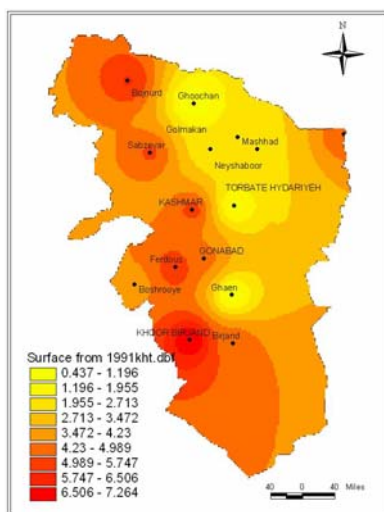 N
Bojnurd
Ghoochan
Golmakan
Mashhad
Sabzevar
Neyshaboor
TORBATE HYDARIYEH
KASHMAR
GONABAD
Ferdous
Boshrooye
Ghaen
KHOOR BIRJAND
Birjand
Surface from 1991kht.dbf
0.437 - 1.196
1.196 - 1.955
1.955 - 2.713
2.713 - 3.472
3.472 - 4.23
4.23 - 4.989
4.989 - 5.747
5.747 - 6.506
6.506 - 7.264
40 0 40 Miles